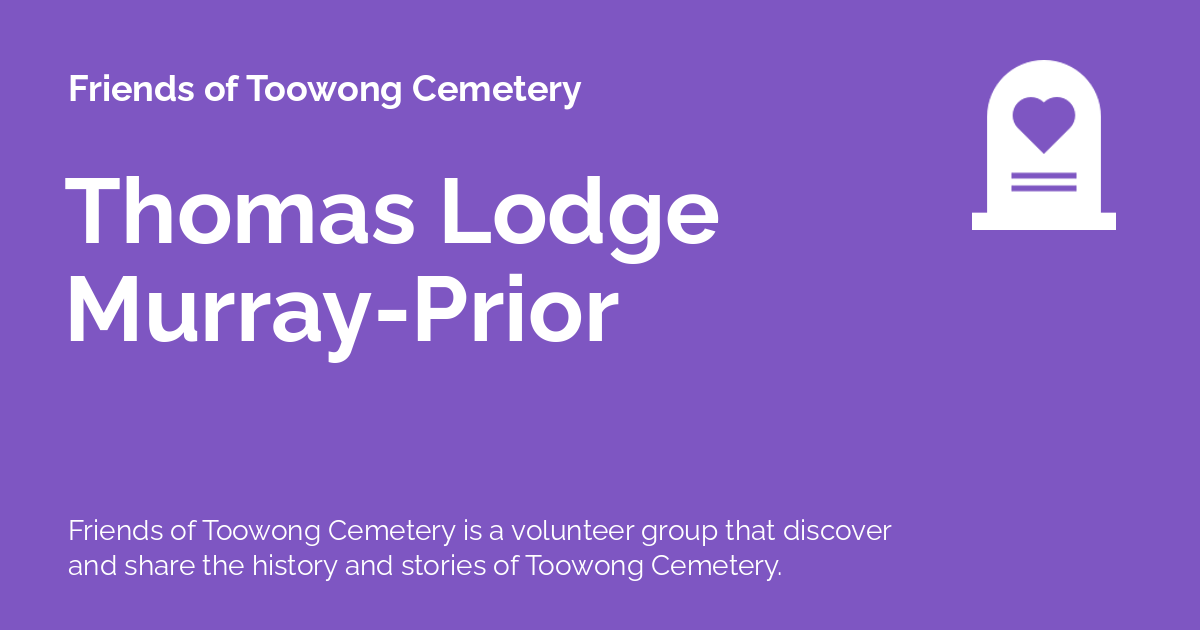 Friends of Toowong Cemetery
Thomas Lodge
Murray-Prior
Friends of Toowong Cemetery is a volunteer group that discover
and share the history and stories of Toowong Cemetery.